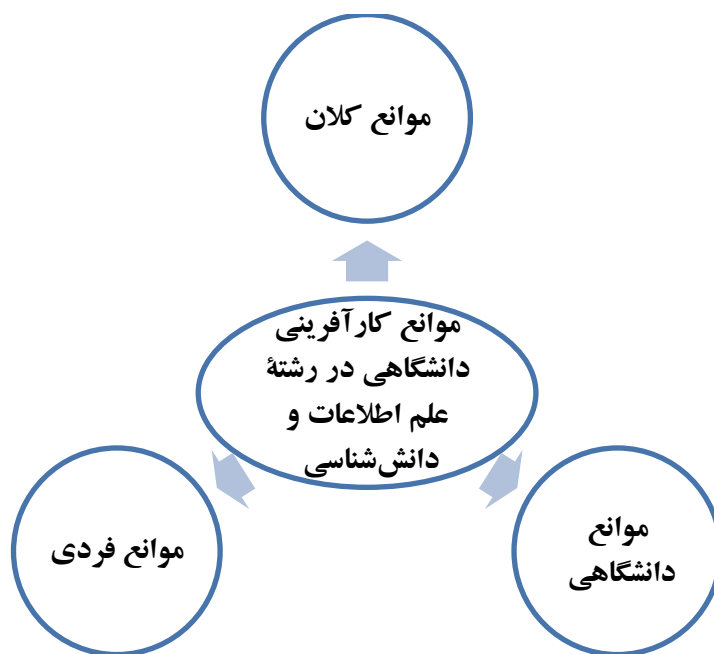 موانع کلان
موانع کارآفرینی
دانشگاهی در رشتهٔ
علم اطلاعات و
دانش‌شناسی
موانع
دانشگاهی
موانع فردی